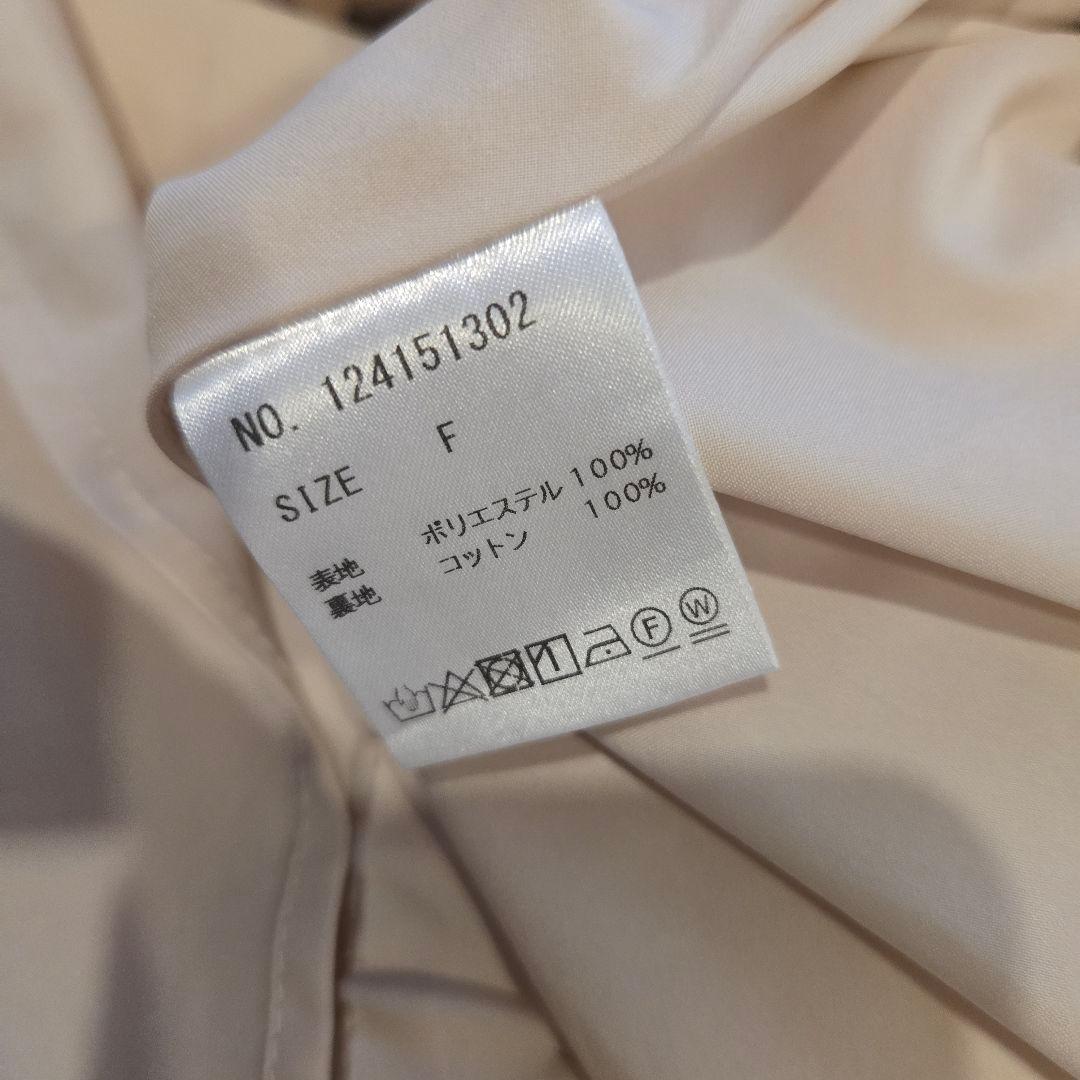 NO. 124151302
SIZE F
表地 ポリエステル 100%
裏地 コットン 100%
F W